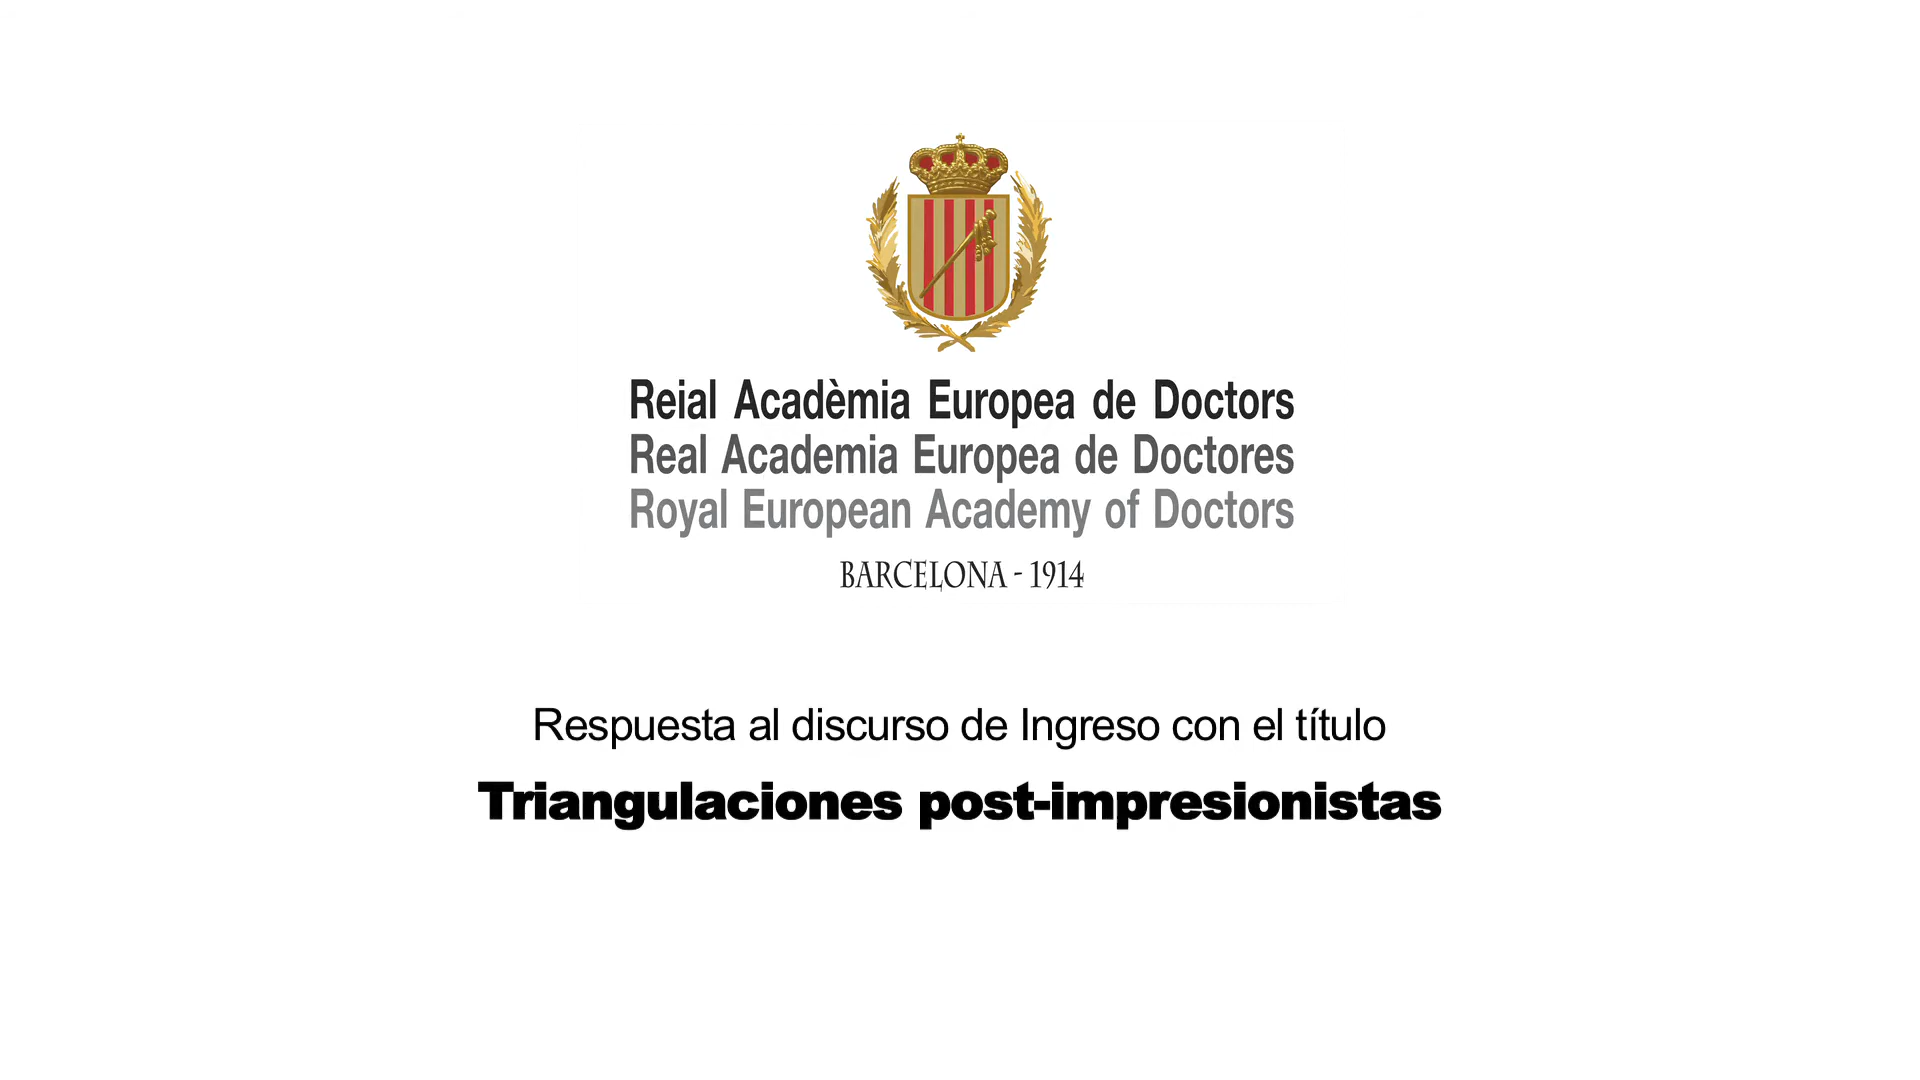 Reial Acadèmia Europea de Doctors
Real Academia Europea de Doctores
Royal European Academy of Doctors
BARCELONA - 1914
Respuesta al discurso de Ingreso con el título
Triangulaciones post-impresionistas